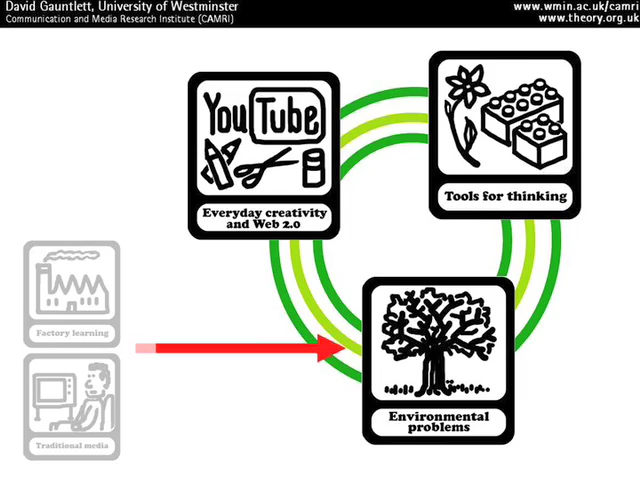 David Gauntlett, University of Westminster
Communication and Media Research Institute (CAMRI)
www.wmin.ac.uk/camri
www.theory.org.uk
YouTube
Everyday creativity
and Web 2.0
Tools for thinking
Factory learning
Traditional media
Environmental
problems